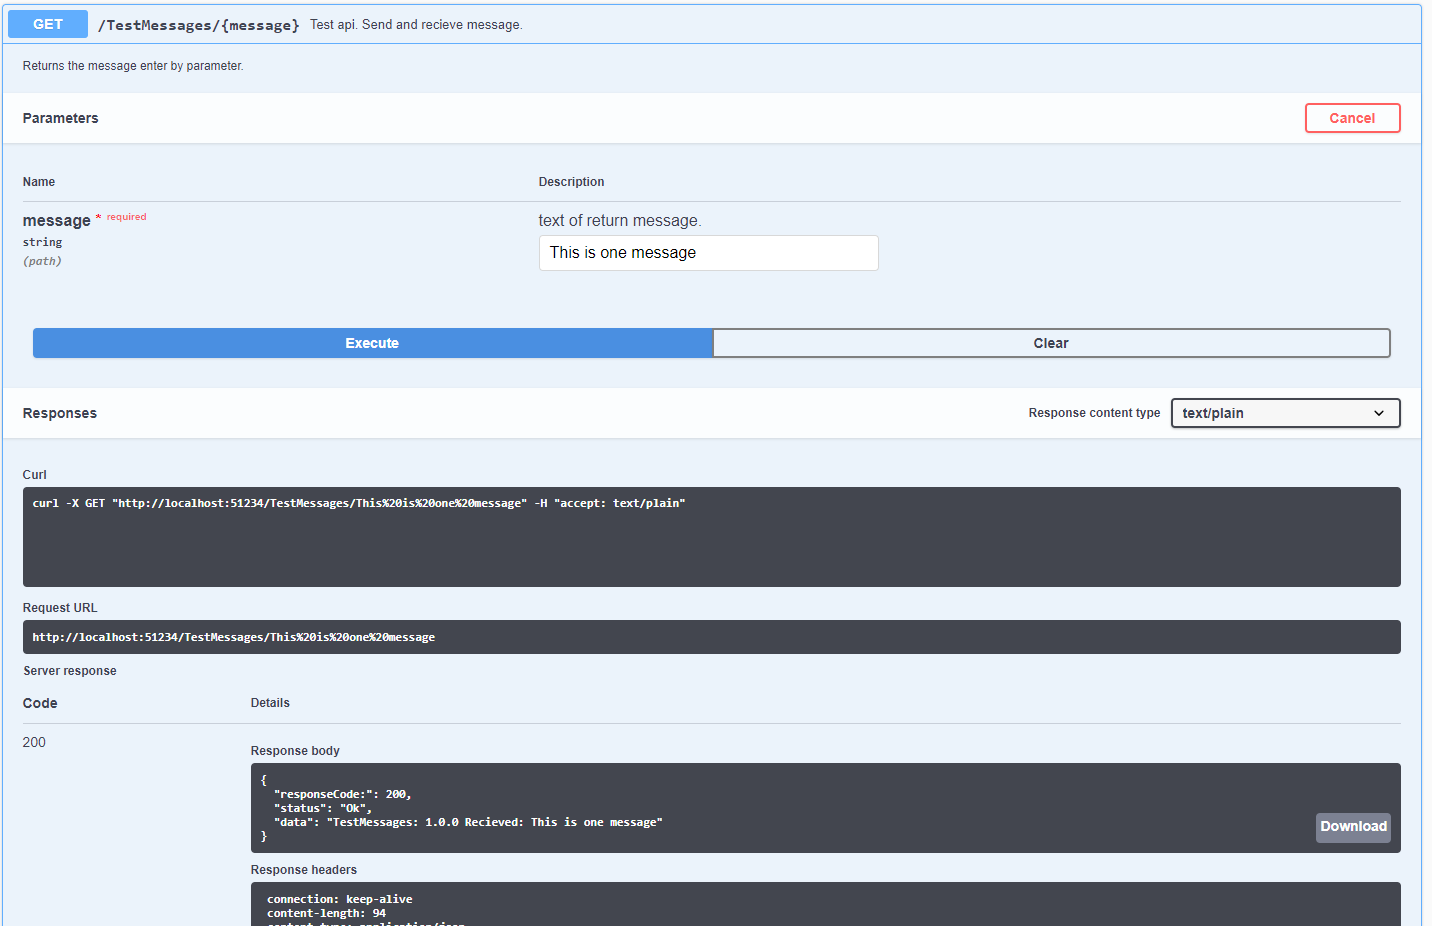 GET /TestMessages/{message} Test api. Send and recieve message.
Returns the message enter by parameter.
Parameters Cancel
Name Description
message * required text of return message.
string This is one message
(path)
Execute Clear
Responses Response content type text/plain
Curl
curl -X GET "http://localhost:51234/TestMessages/This%20is%20one%20message" -H "accept: text/plain"
Request URL
http://localhost:51234/TestMessages/This%20is%20one%20message
Server response
Code Details
200
Response body
{
"responseCode:": 200,
"status": "Ok",
"data": "TestMessages: 1.0.0 Recieved: This is one message"
}
Download
Response headers
connection: keep-alive
content-length: 94
content-type: application/json